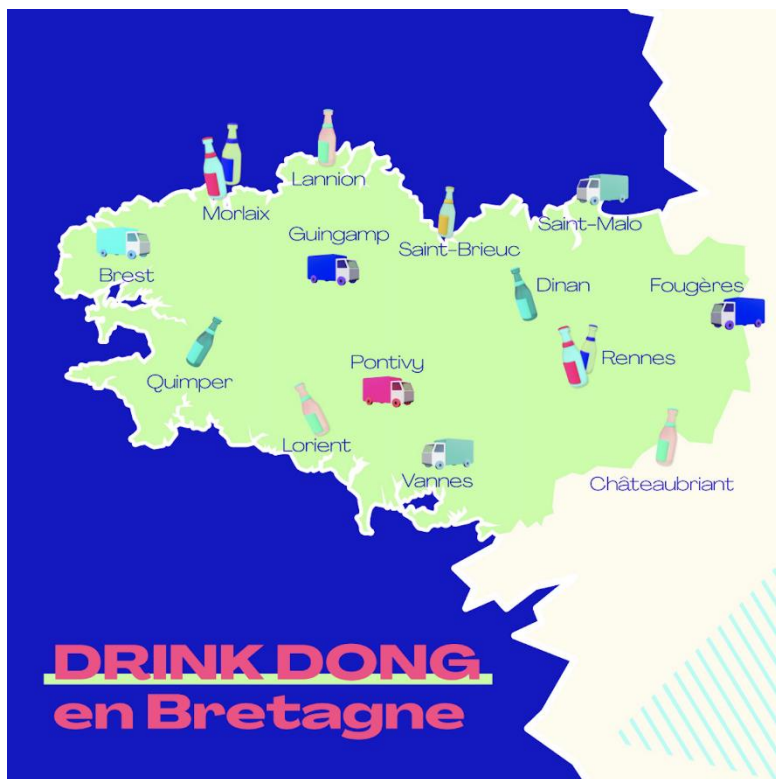 Lannion
Morlaix
Saint-Malo
Guingamp
Saint-Brieuc
Brest
Dinan
Fougères
Pontivy
Rennes
Quimper
Lorient
Vannes
Châteaubriant
DRINK DONG
en Bretagne